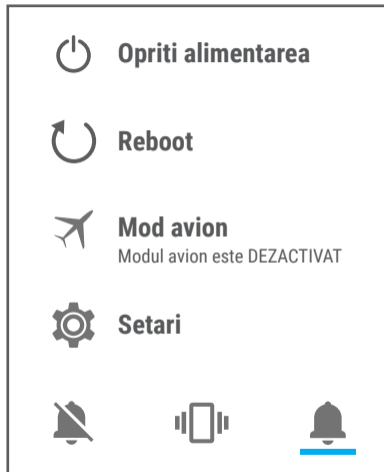 Opriti alimentarea
Reboot
Mod avion
Modul avion este DEZACTIVAT
Setari